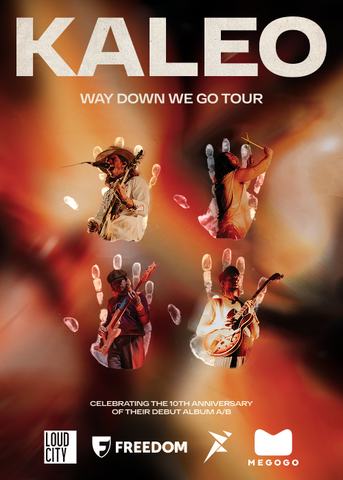 KALEO
WAY DOWN WE GO TOUR
CELEBRATING THE 10TH ANNIVERSARY
OF THEIR DEBUT ALBUM A/B
LOUD
CITY
FREEDOM
MEGOGO